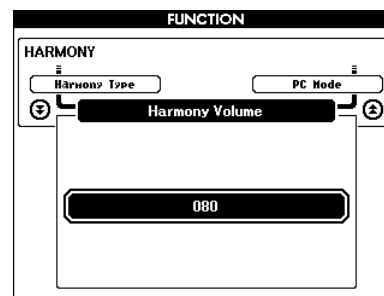 FUNCTION
HARMONY
Harmony Type PC Mode
Harmony Volume
080